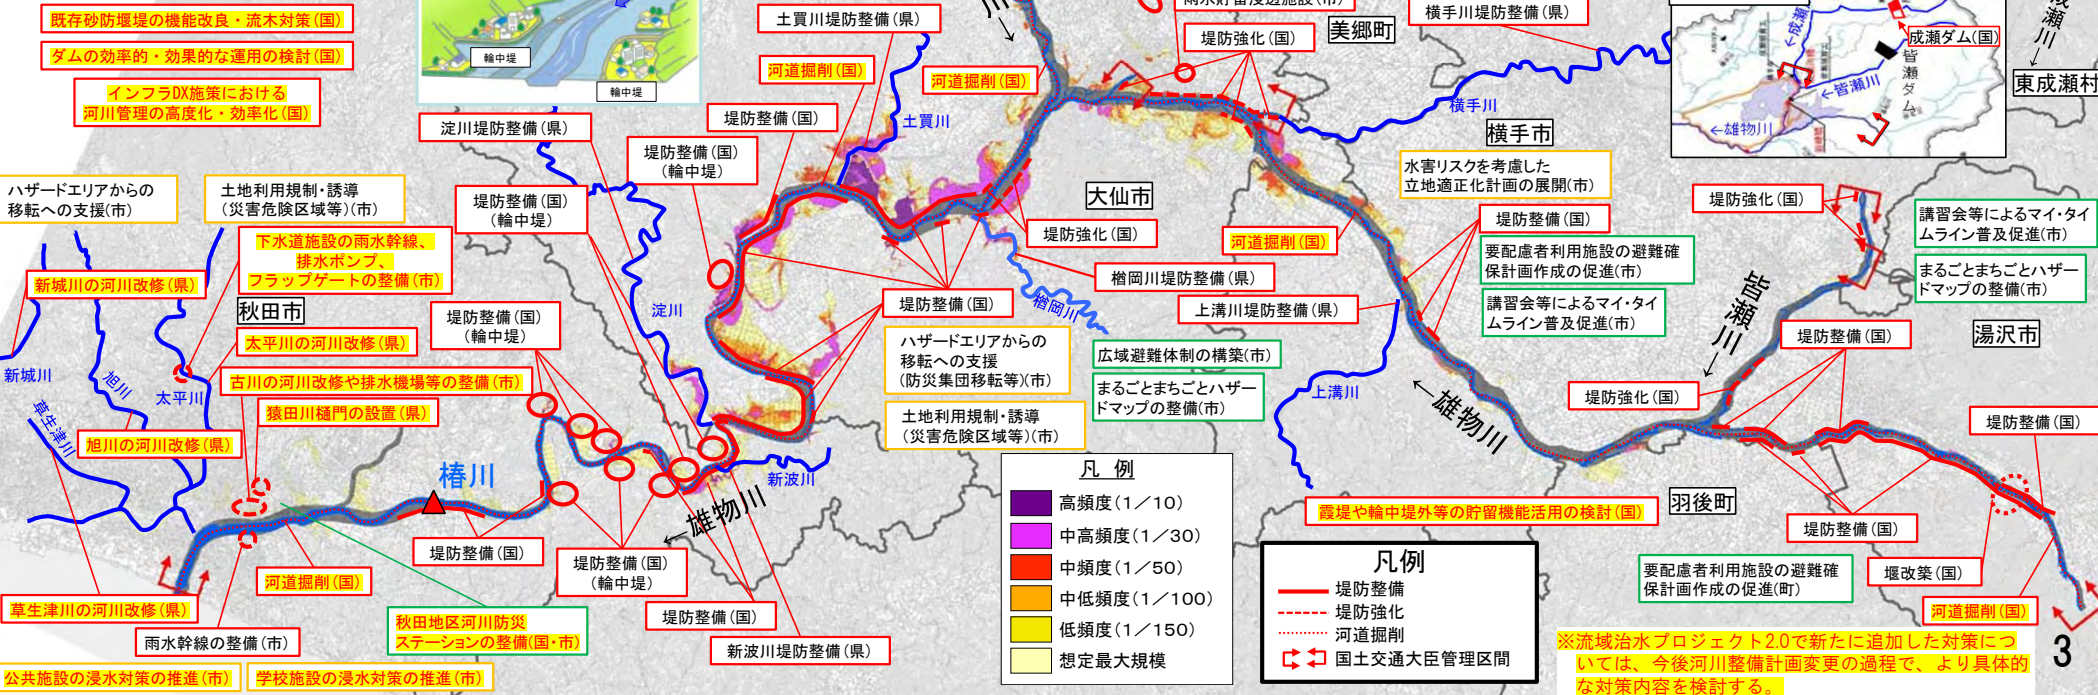 既存砂防堰堤の機能改良・流木対策(国)
ダムの効率的・効果的な運用の検討(国)
インフラDX施策における
河川管理の高度化・効率化(国)
輪中堤
輪中堤
土買川堤防整備(県)
河道掘削(国)
土買川
河道掘削(国)
堤防強化(国)
美郷町
横手川堤防整備(県)
横手川
横手市
水害リスクを考慮した
立地適正化計画の展開(市)
←成瀬川
成瀬ダム(国)
皆瀬ダム
←皆瀬川
←雄物川
成瀬川→
東成瀬村
ハザードエリアからの
移転への支援(市)
土地利用規制・誘導
(災害危険区域等)(市)
下水道施設の雨水幹線、
排水ポンプ、
フラップゲートの整備(市)
新城川の河川改修(県)
秋田市
太平川の河川改修(県)
古川の河川改修や排水機場等の整備(市)
猿田川樋門の設置(県)
旭川の河川改修(県)
新城川
旭川
太平川
草生津川
淀川堤防整備(県)
堤防整備(国)
(輪中堤)
堤防整備(国)
(輪中堤)
堤防整備(国)
堤防整備(国)
(輪中堤)
淀川
大仙市
堤防強化(国)
楢岡川堤防整備(県)
楢岡川
堤防整備(国)
ハザードエリアからの
移転への支援
(防災集団移転等)(市)
土地利用規制・誘導
(災害危険区域等)(市)
広域避難体制の構築(市)
まるごとまちごとハザー
ドマップの整備(市)
河道掘削(国)
堤防整備(国)
要配慮者利用施設の避難確
保計画作成の促進(市)
講習会等によるマイ・タイ
ムライン普及促進(市)
上溝川堤防整備(県)
上溝川
←雄物川
堤防強化(国)
講習会等によるマイ・タイ
ムライン普及促進(市)
まるごとまちごとハザー
ドマップの整備(市)
湯沢市
皆瀬川→
堤防整備(国)
堤防強化(国)
堤防整備(国)
羽後町
堤防整備(国)
堰改築(国)
河道掘削(国)
要配慮者利用施設の避難確
保計画作成の促進(町)
霞堤や輪中堤外等の貯留機能活用の検討(国)
椿川
新波川
←雄物川
堤防整備(国)
堤防整備(国)
(輪中堤)
堤防整備(国)
新波川堤防整備(県)
河道掘削(国)
草生津川の河川改修(県)
雨水幹線の整備(市)
秋田地区河川防災
ステーションの整備(国・市)
公共施設の浸水対策の推進(市)
学校施設の浸水対策の推進(市)
凡例
高頻度(1/10)
中高頻度(1/30)
中頻度(1/50)
中低頻度(1/100)
低頻度(1/150)
想定最大規模
凡例
堤防整備
堤防強化
河道掘削
国土交通大臣管理区間
※流域治水プロジェクト2.0で新たに追加した対策につ
いては、今後河川整備計画変更の過程で、より具体的
な対策内容を検討する。
3